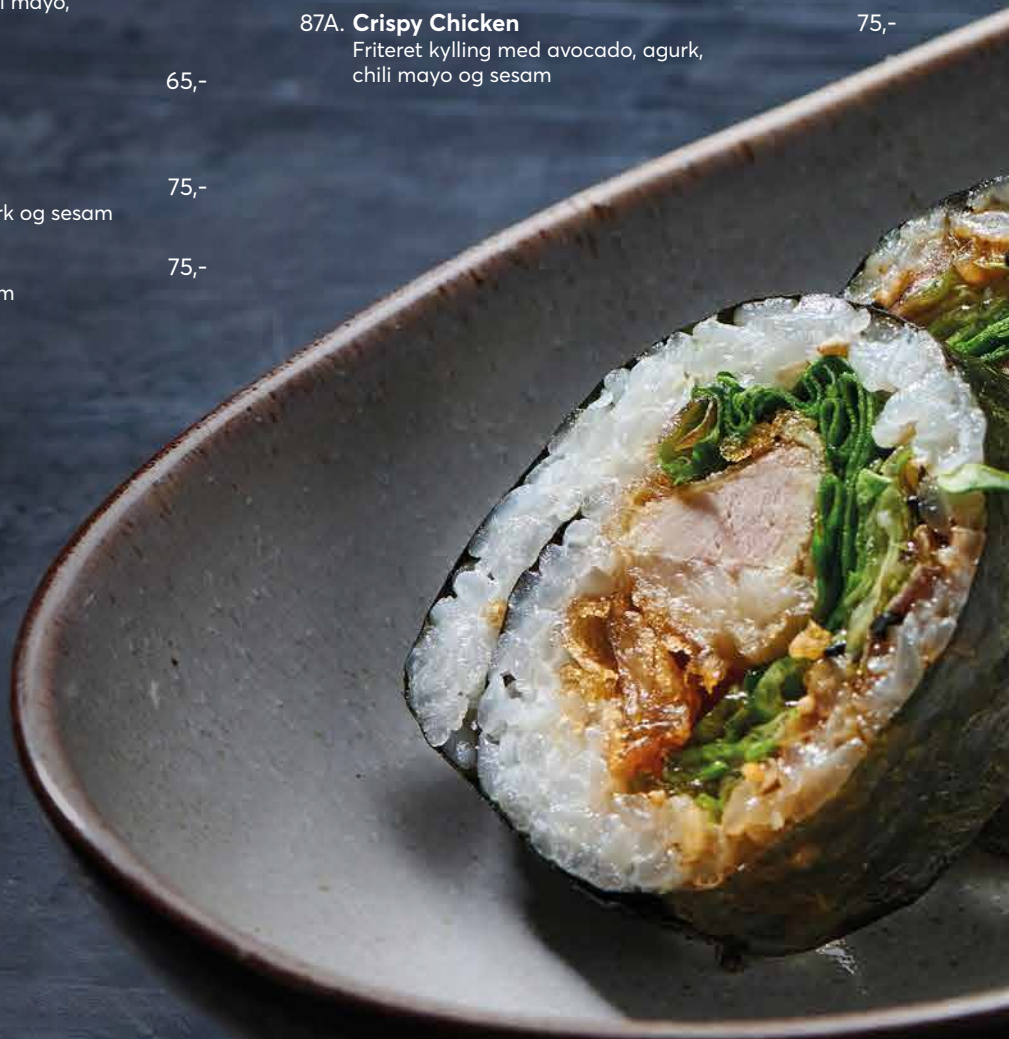 mayo,
65,-
75,-
og sesam
75,-
87A. Crispy Chicken 75,-
Friteret kylling med avocado, agurk,
chili mayo og sesam